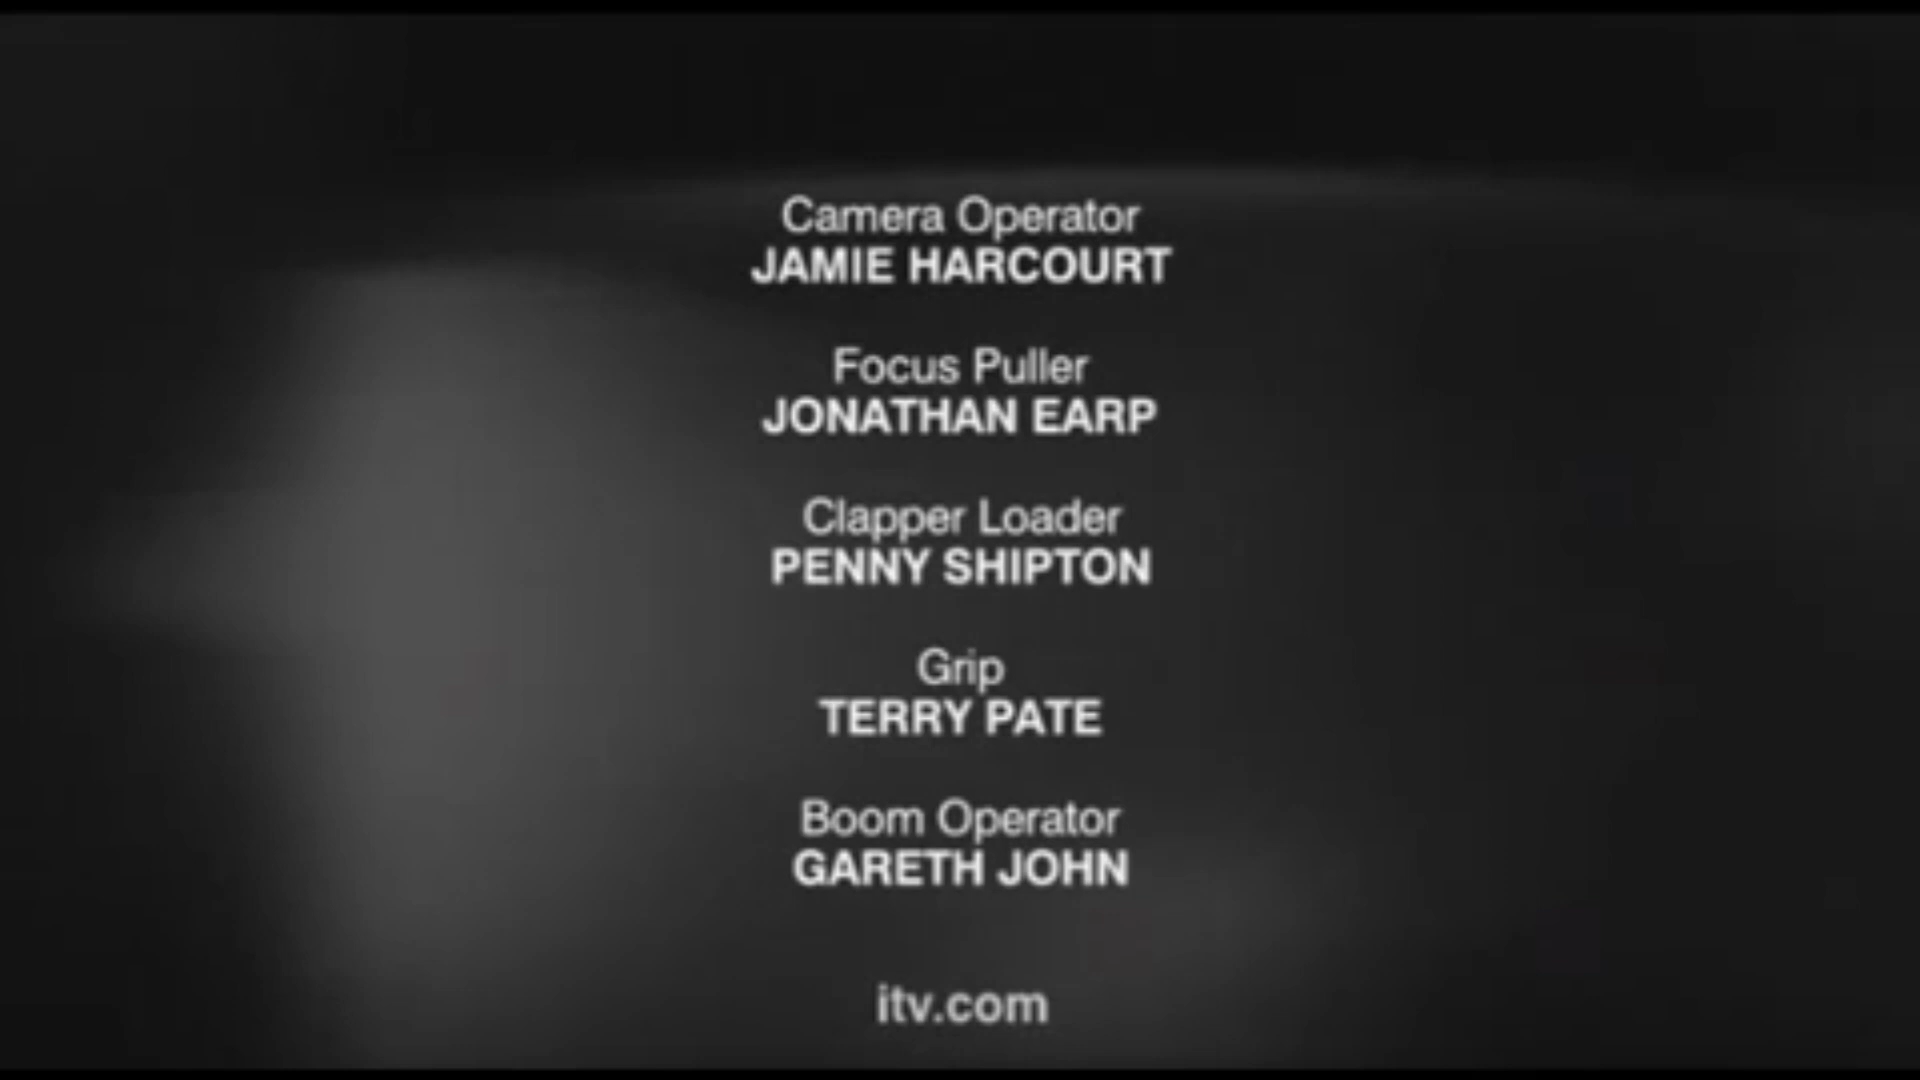 Camera Operator
JAMIE HARCOURT
Focus Puller
JONATHAN EARP
Clapper Loader
PENNY SHIPTON
Grip
TERRY PATE
Boom Operator
GARETH JOHN
itv.com